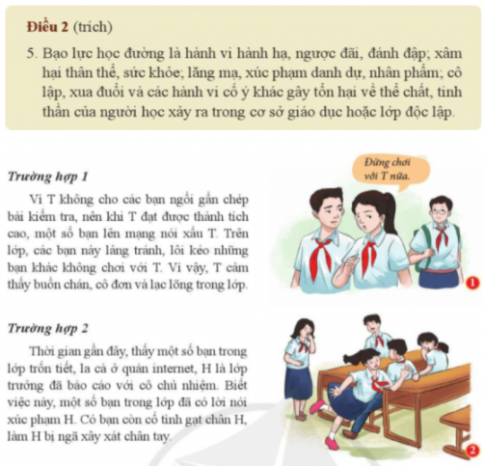 Điều 2 (trích)
5. Bạo lực học đường là hành vi hành hạ, ngược đãi, đánh đập; xâm
hại thân thể, sức khỏe; lăng mạ, xúc phạm danh dự, nhân phẩm; cô
lập, xua đuổi và các hành vi cố ý khác gây tổn hại về thể chất, tinh
thần của người học xảy ra trong cơ sở giáo dục hoặc lớp độc lập.
Trường hợp 1
Vì T không cho các bạn ngồi gần chép
bài kiểm tra, nên khi T đạt được thành tích
cao, một số bạn lên mạng nói xấu T. Trên
lớp, các bạn này lảng tránh, lôi kéo những
bạn khác không chơi với T. Vì vậy, T cảm
thấy buồn chán, cô đơn và lạc lõng trong lớp.
Đừng chơi
với T nữa.
1
Trường hợp 2
Thời gian gần đây, thấy một số bạn trong
lớp trốn tiết, la cà ở quán internet, H là lớp
trưởng đã báo cáo với cô chủ nhiệm. Biết
việc này, một số bạn trong lớp đã có lời nói
xúc phạm H. Có bạn còn cố tình gạt chân H,
làm H bị ngã xây xát chân tay.
2